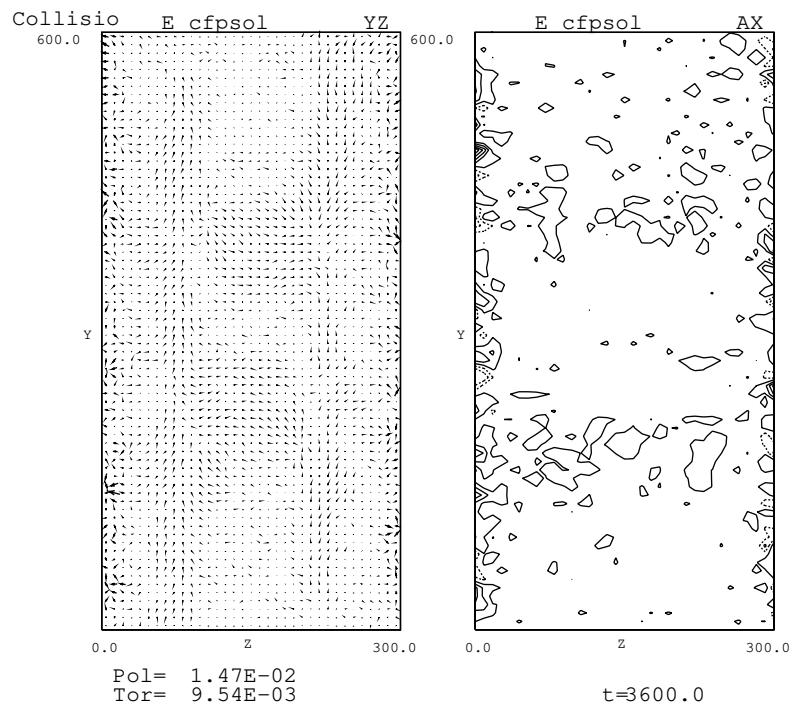 Collisio E cfpsol YZ E cfpsol AX
600.0 600.0
Y Y
0.0 Z 300.0 0.0 Z 300.0
Pol= 1.47E-02
Tor= 9.54E-03 t=3600.0